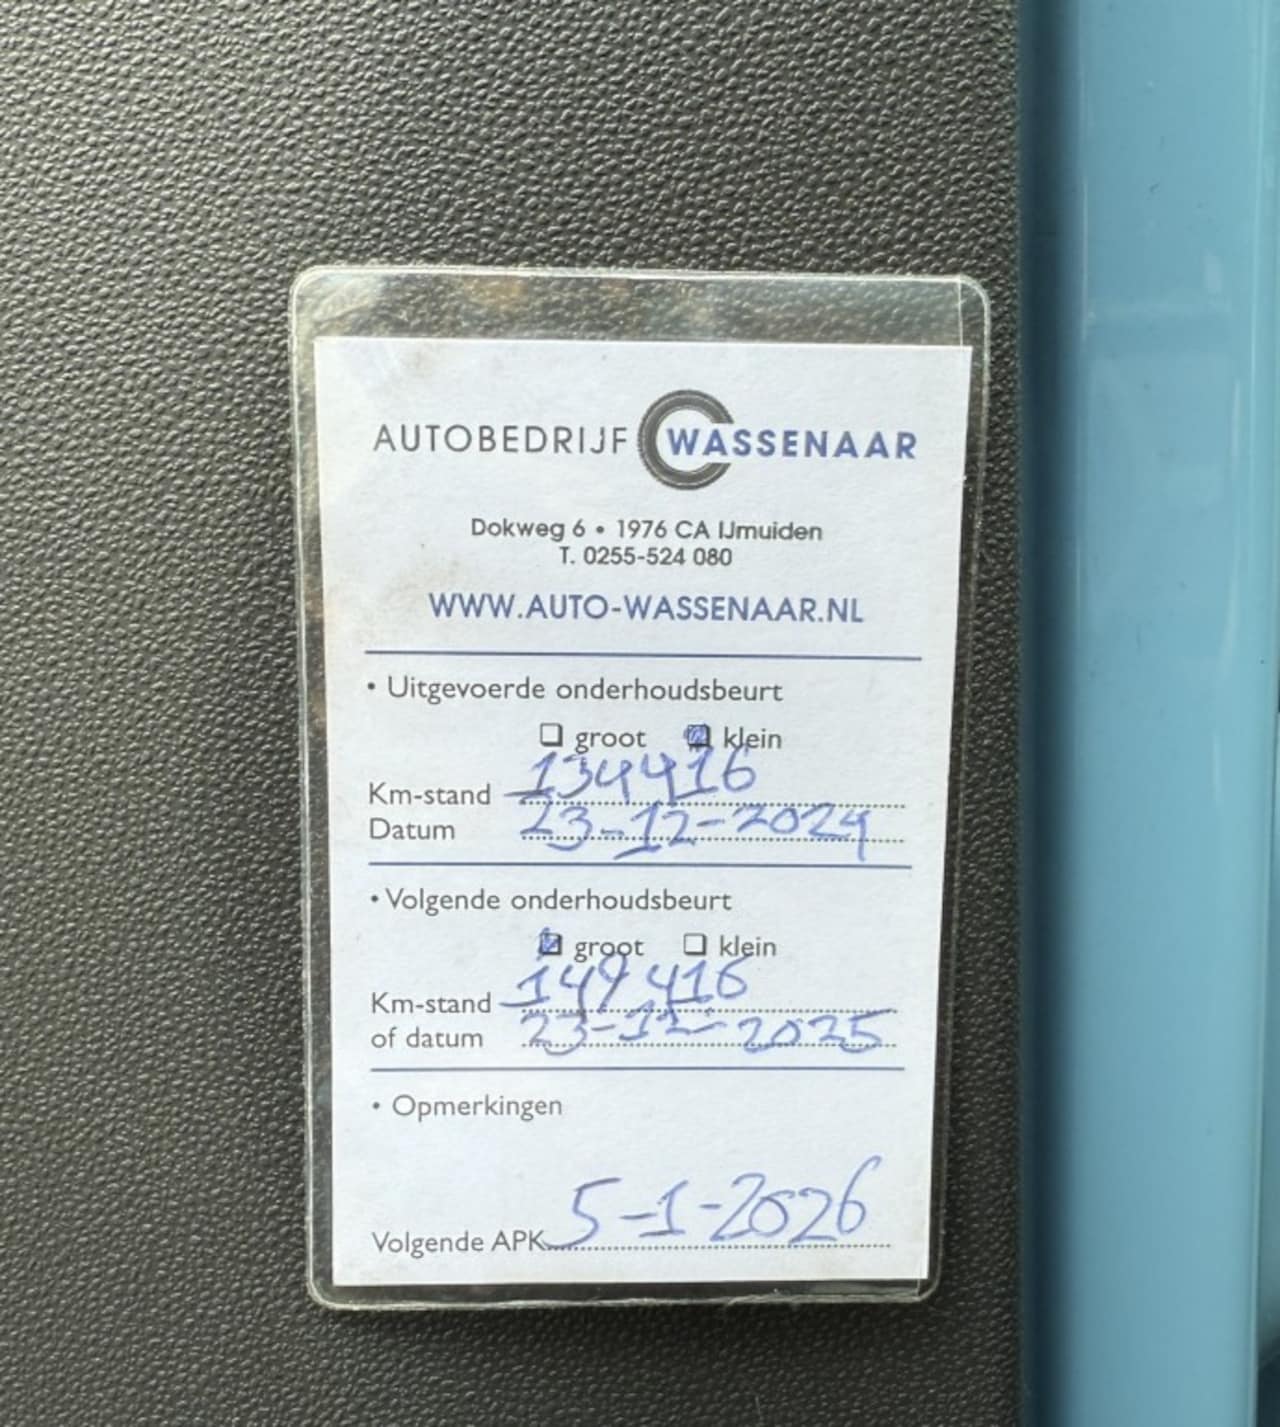 AUTOBEDRIJF WASSENAAR
Dokweg 6 • 1976 CA IJmuiden
T. 0255-524 080
WWW.AUTO-WASSENAAR.NL
• Uitgevoerde onderhoudsbeurt
groot klein
Km-stand 134416
Datum 23-12-2024
• Volgende onderhoudsbeurt
groot klein
Km-stand 149416
of datum 23-12-2025
• Opmerkingen
Volgende APK 5-1-2026